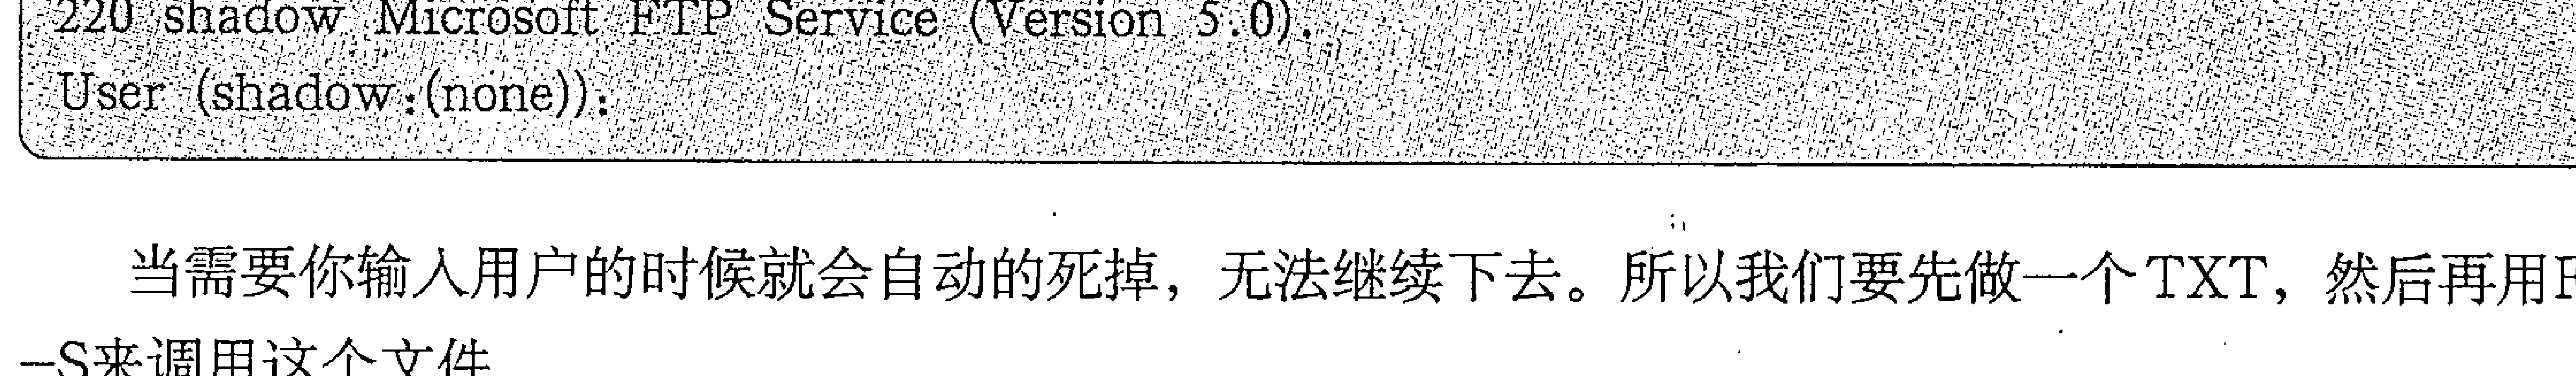 220 shadow Microsoft FTP Service (Version 5.0).
User (shadow:(none)):
当需要你输入用户的时候就会自动的死掉，无法继续下去。所以我们要先做一个TXT，然后再用F
-S来调用这个文件